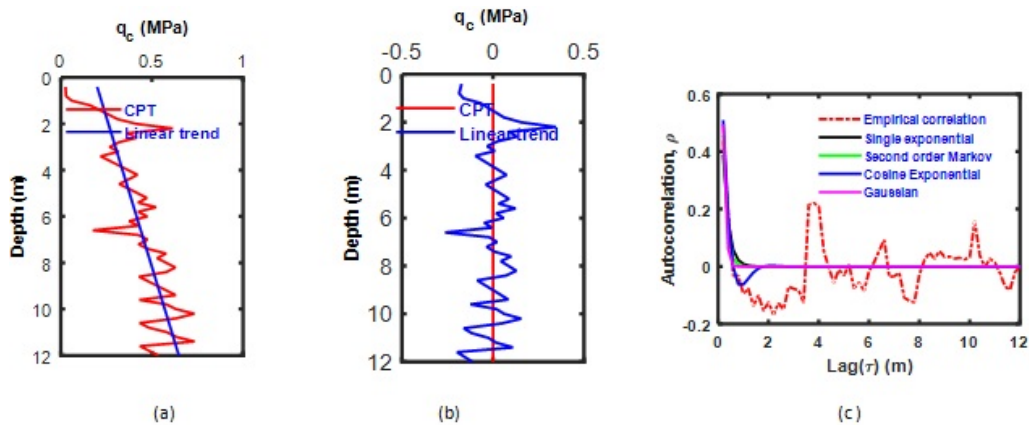 q_c (MPa)
0 0.5 1
0
2
4
6
8
10
12
Depth (m)
CPT
Linear trend
(a)
q_c (MPa)
-0.5 0 0.5
0
2
4
6
8
10
12
Depth (m)
CPT
Linear trend
(b)
0.6
0.4
0.2
0
-0.2
Autocorrelation, ρ
Empirical correlation
Single exponential
Second order Markov
Cosine Exponential
Gaussian
0 2 4 6 8 10 12
Lag(τ) (m)
(c)